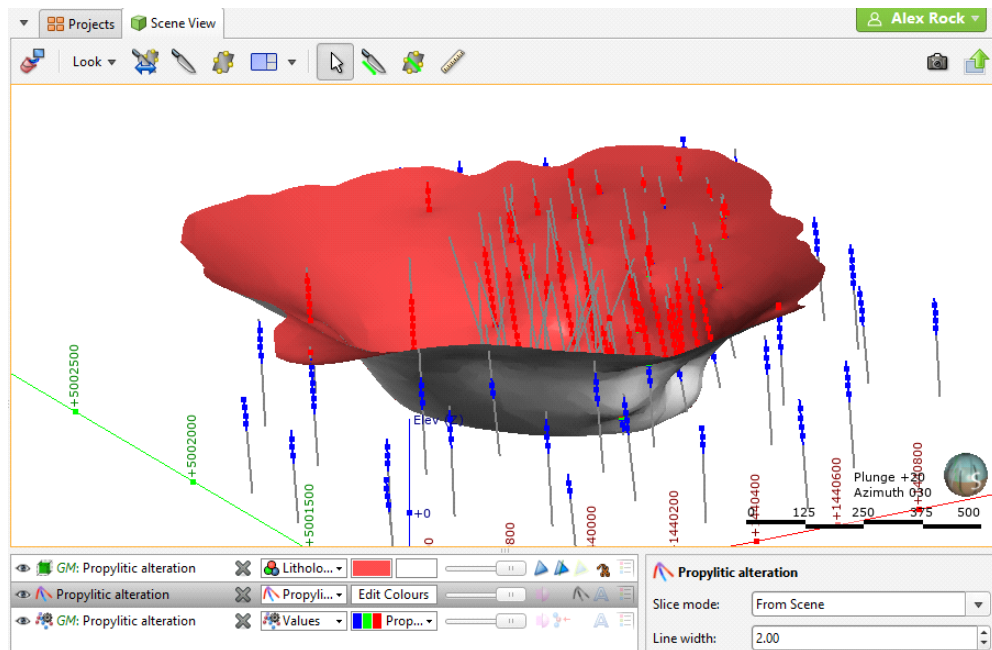 Projects Scene View Alex Rock
Look
Elev (Z)
+5002500
+5002000
+5001500
+0
800
+1440200
+1440400
+1440600
Plunge +20
Azimuth 030
0 125 250 375 500
S
GM: Propylitic alteration Litholo...
Propylitic alteration Propyli... Edit Colours
GM: Propylitic alteration Values Prop...
Propylitic alteration
Slice mode: From Scene
Line width: 2.00